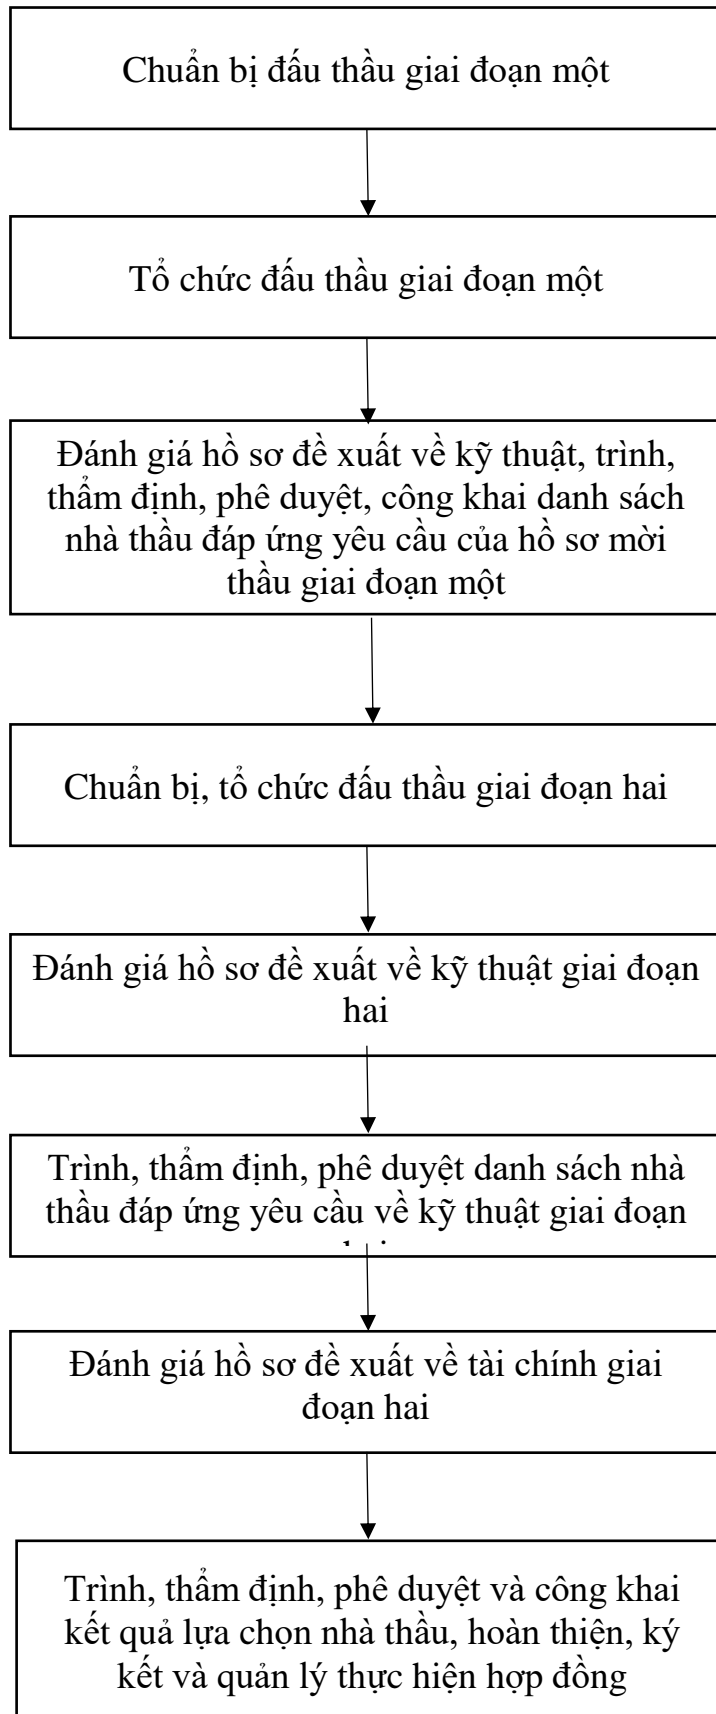 Chuẩn bị đấu thầu giai đoạn một
Tổ chức đấu thầu giai đoạn một
Đánh giá hồ sơ đề xuất về kỹ thuật, trình,
thẩm định, phê duyệt, công khai danh sách
nhà thầu đáp ứng yêu cầu của hồ sơ mời
thầu giai đoạn một
Chuẩn bị, tổ chức đấu thầu giai đoạn hai
Đánh giá hồ sơ đề xuất về kỹ thuật giai đoạn
hai
Trình, thẩm định, phê duyệt danh sách nhà
thầu đáp ứng yêu cầu về kỹ thuật giai đoạn
Đánh giá hồ sơ đề xuất về tài chính giai
đoạn hai
Trình, thẩm định, phê duyệt và công khai
kết quả lựa chọn nhà thầu, hoàn thiện, ký
kết và quản lý thực hiện hợp đồng